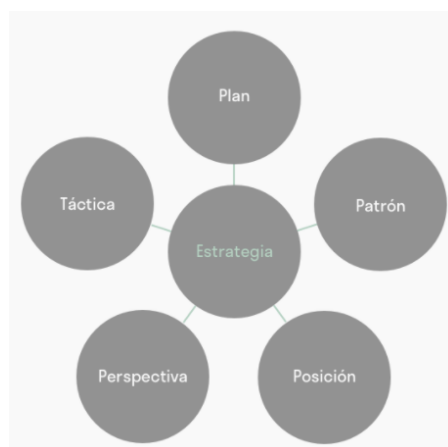 Plan
Táctica
Patrón
Estrategia
Perspectiva
Posición